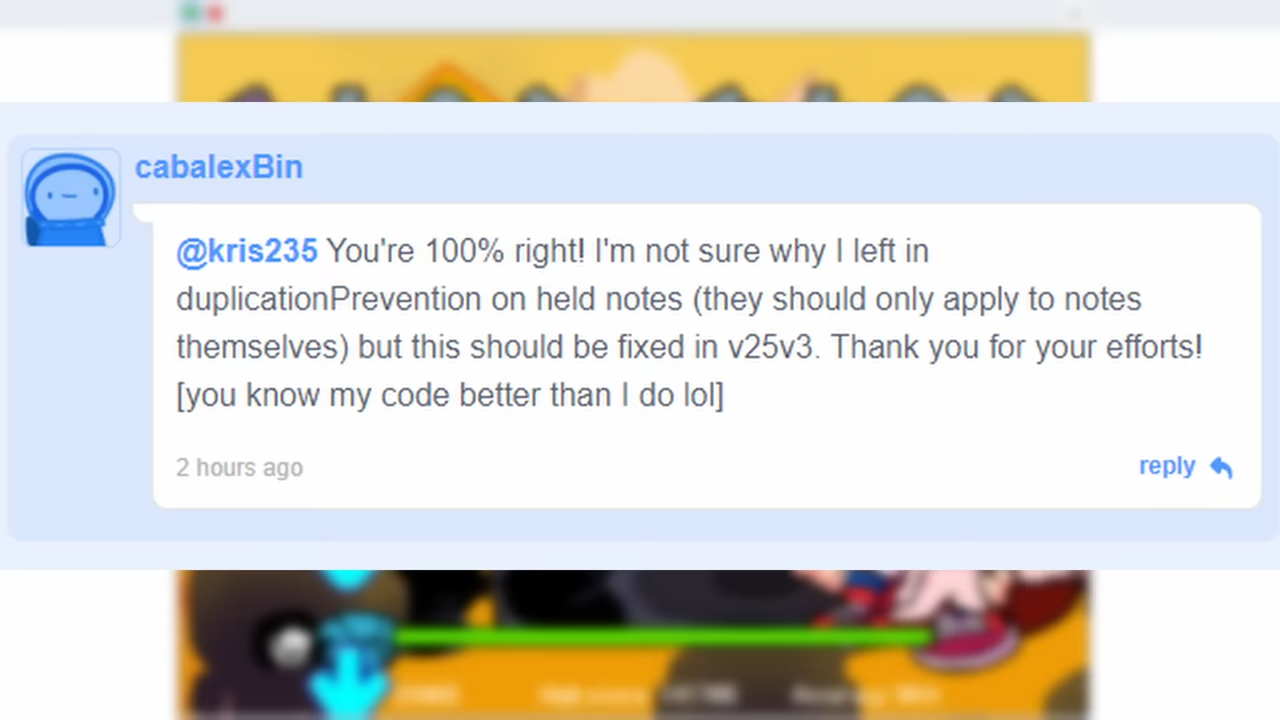 cabalexBin
@kris235 You're 100% right! I'm not sure why I left in
duplicationPrevention on held notes (they should only apply to notes
themselves) but this should be fixed in v25v3. Thank you for your efforts!
[you know my code better than I do lol]
2 hours ago
reply